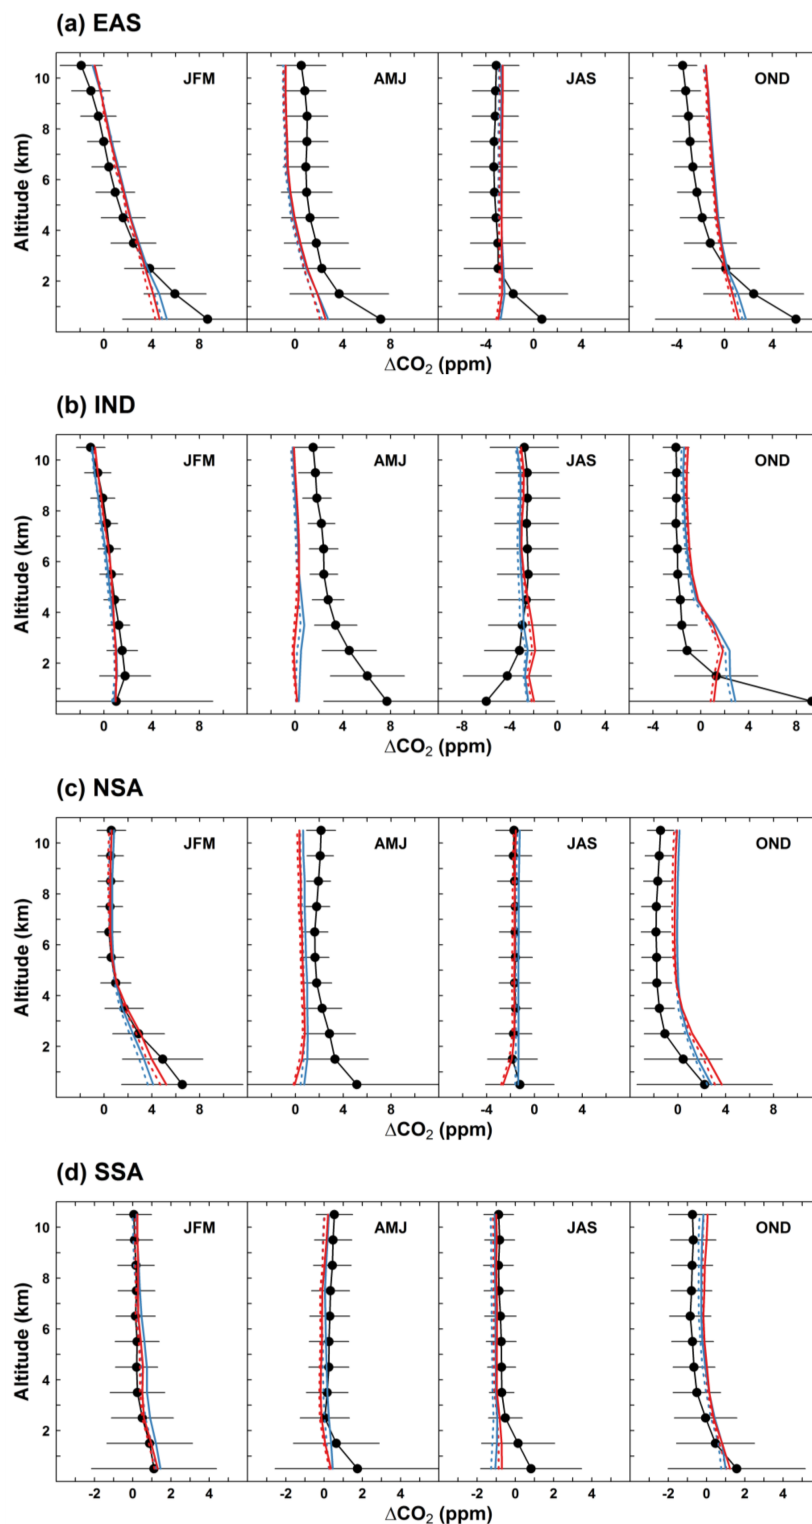 (a) EAS
JFM AMJ JAS OND
Altitude (km)
10
8
6
4
2
0 4 8 0 4 8 -4 0 4 -4 0 4
ΔCO₂ (ppm)
(b) IND
JFM AMJ JAS OND
Altitude (km)
10
8
6
4
2
0 4 8 0 4 8 -4 0 4 0 4 8
ΔCO₂ (ppm)
(c) NSA
JFM AMJ JAS OND
Altitude (km)
10
8
6
4
2
0 4 8 0 4 8 -4 0 4 0 4 8
ΔCO₂ (ppm)
(d) SSA
JFM AMJ JAS OND
Altitude (km)
10
8
6
4
2
-2 0 2 4 -2 0 2 4 -2 0 2 4 -2 0 2 4
ΔCO₂ (ppm)